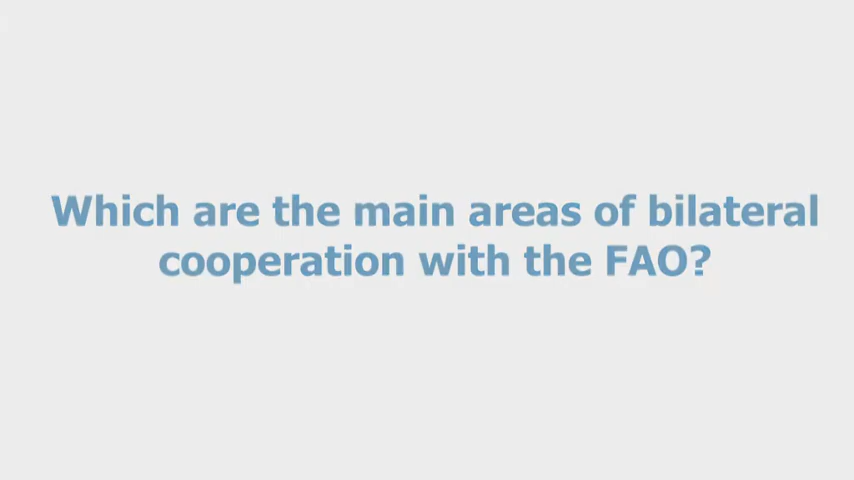 Which are the main areas of bilateral
cooperation with the FAO?